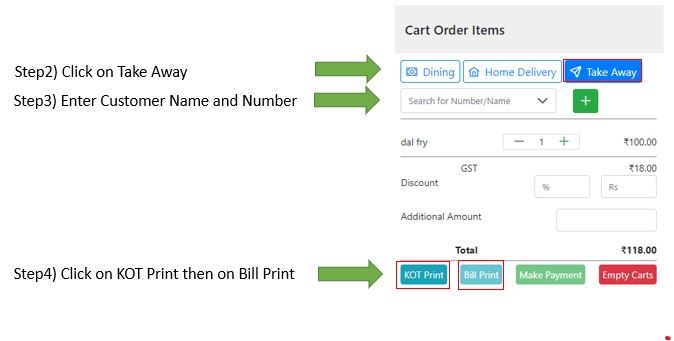 Cart Order Items
Step2) Click on Take Away
Dining Home Delivery Take Away
Step3) Enter Customer Name and Number
Search for Number/Name +
dal fry − 1 + ₹100.00
GST ₹18.00
Discount % Rs
Additional Amount
Total ₹118.00
Step4) Click on KOT Print then on Bill Print
KOT Print Bill Print Make Payment Empty Carts